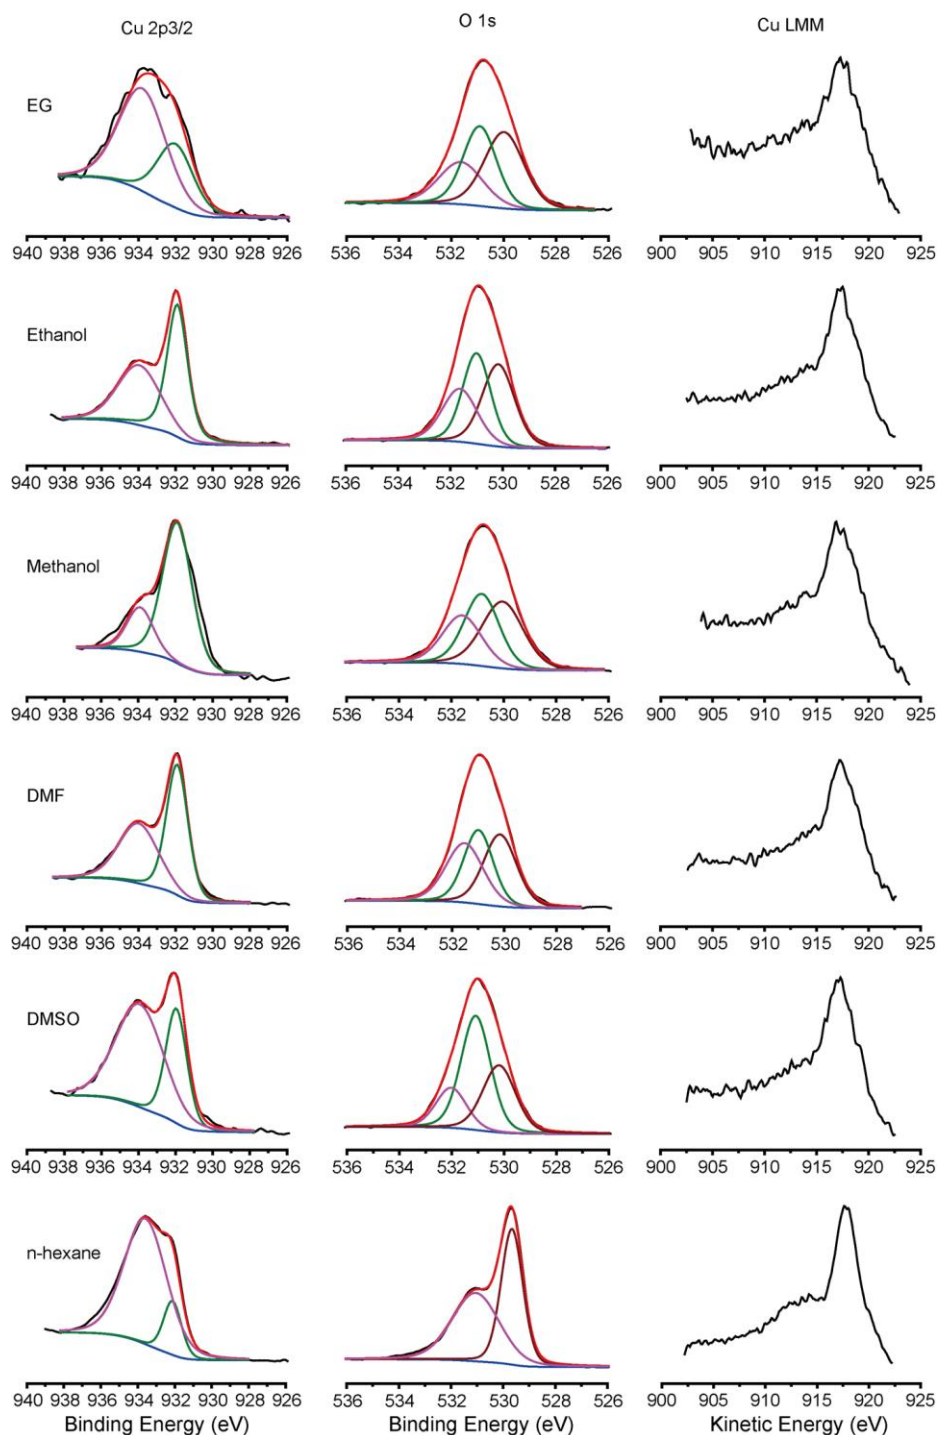 Cu 2p3/2 O 1s Cu LMM
EG
940 938 936 934 932 930 928 926 536 534 532 530 528 526 900 905 910 915 920 925
Ethanol
940 938 936 934 932 930 928 926 536 534 532 530 528 526 900 905 910 915 920 925
Methanol
940 938 936 934 932 930 928 926 536 534 532 530 528 526 900 905 910 915 920 925
DMF
940 938 936 934 932 930 928 926 536 534 532 530 528 526 900 905 910 915 920 925
DMSO
940 938 936 934 932 930 928 926 536 534 532 530 528 526 900 905 910 915 920 925
n-hexane
940 938 936 934 932 930 928 926 536 534 532 530 528 526 900 905 910 915 920 925
Binding Energy (eV) Binding Energy (eV) Kinetic Energy (eV)